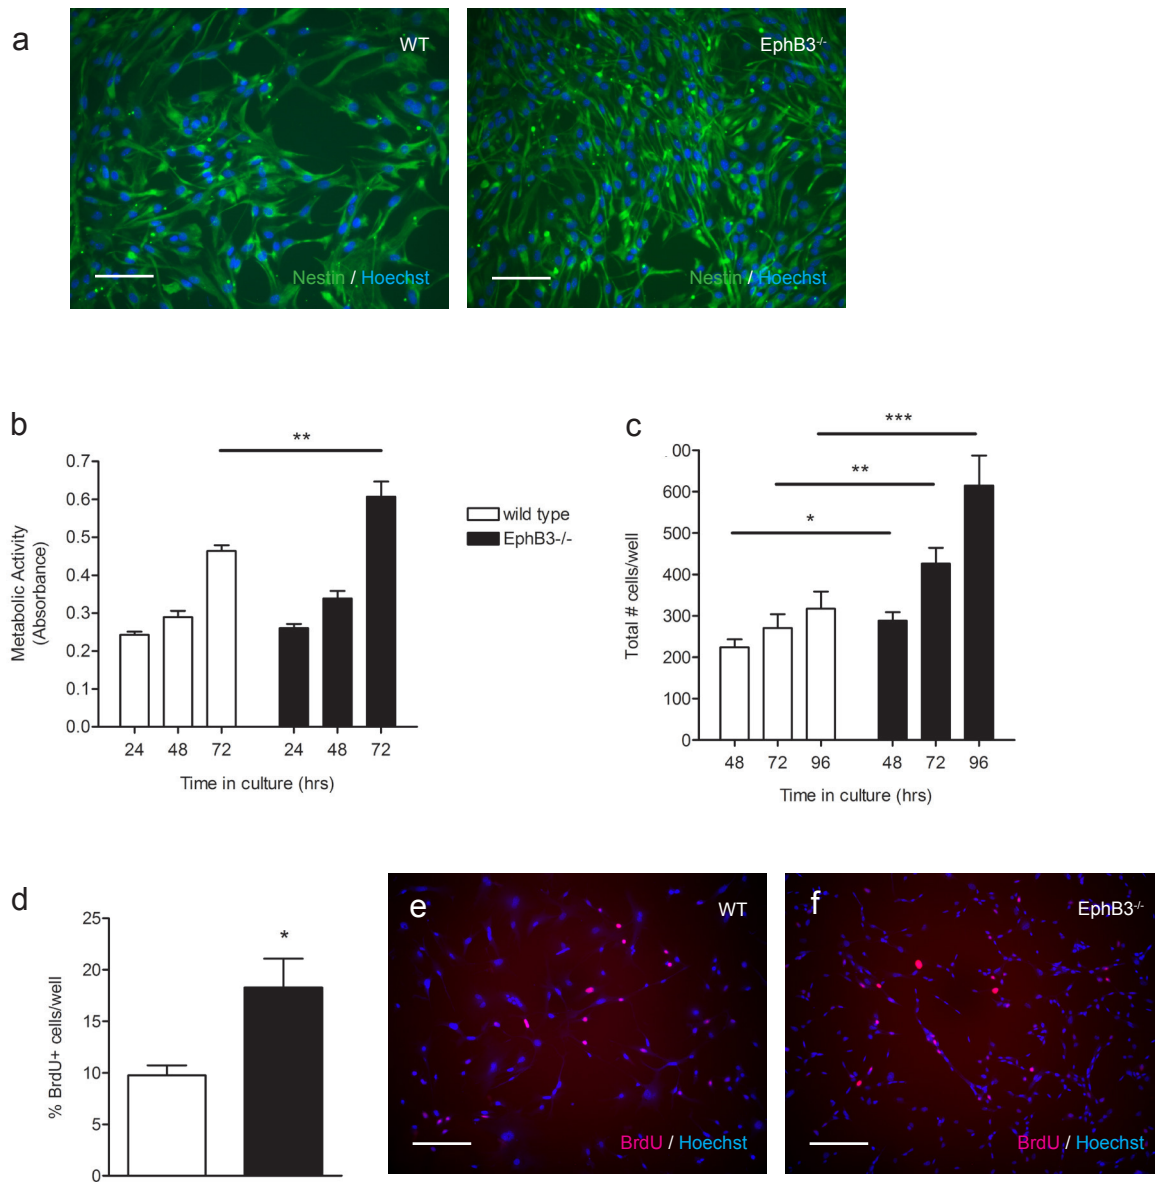 a
WT
Nestin / Hoechst
EphB3-/-
Nestin / Hoechst
b
**
0.7
0.6
0.5
0.4
0.3
0.2
0.1
0.0
Metabolic Activity
(Absorbance)
24 48 72 24 48 72
Time in culture (hrs)
wild type
EphB3-/-
c
***
**
*
00
600
500
400
300
200
100
0
Total # cells/well
48 72 96 48 72 96
Time in culture (hrs)
d
*
25
20
15
10
5
0
% BrdU+ cells/well
e
WT
BrdU / Hoechst
f
EphB3-/-
BrdU / Hoechst